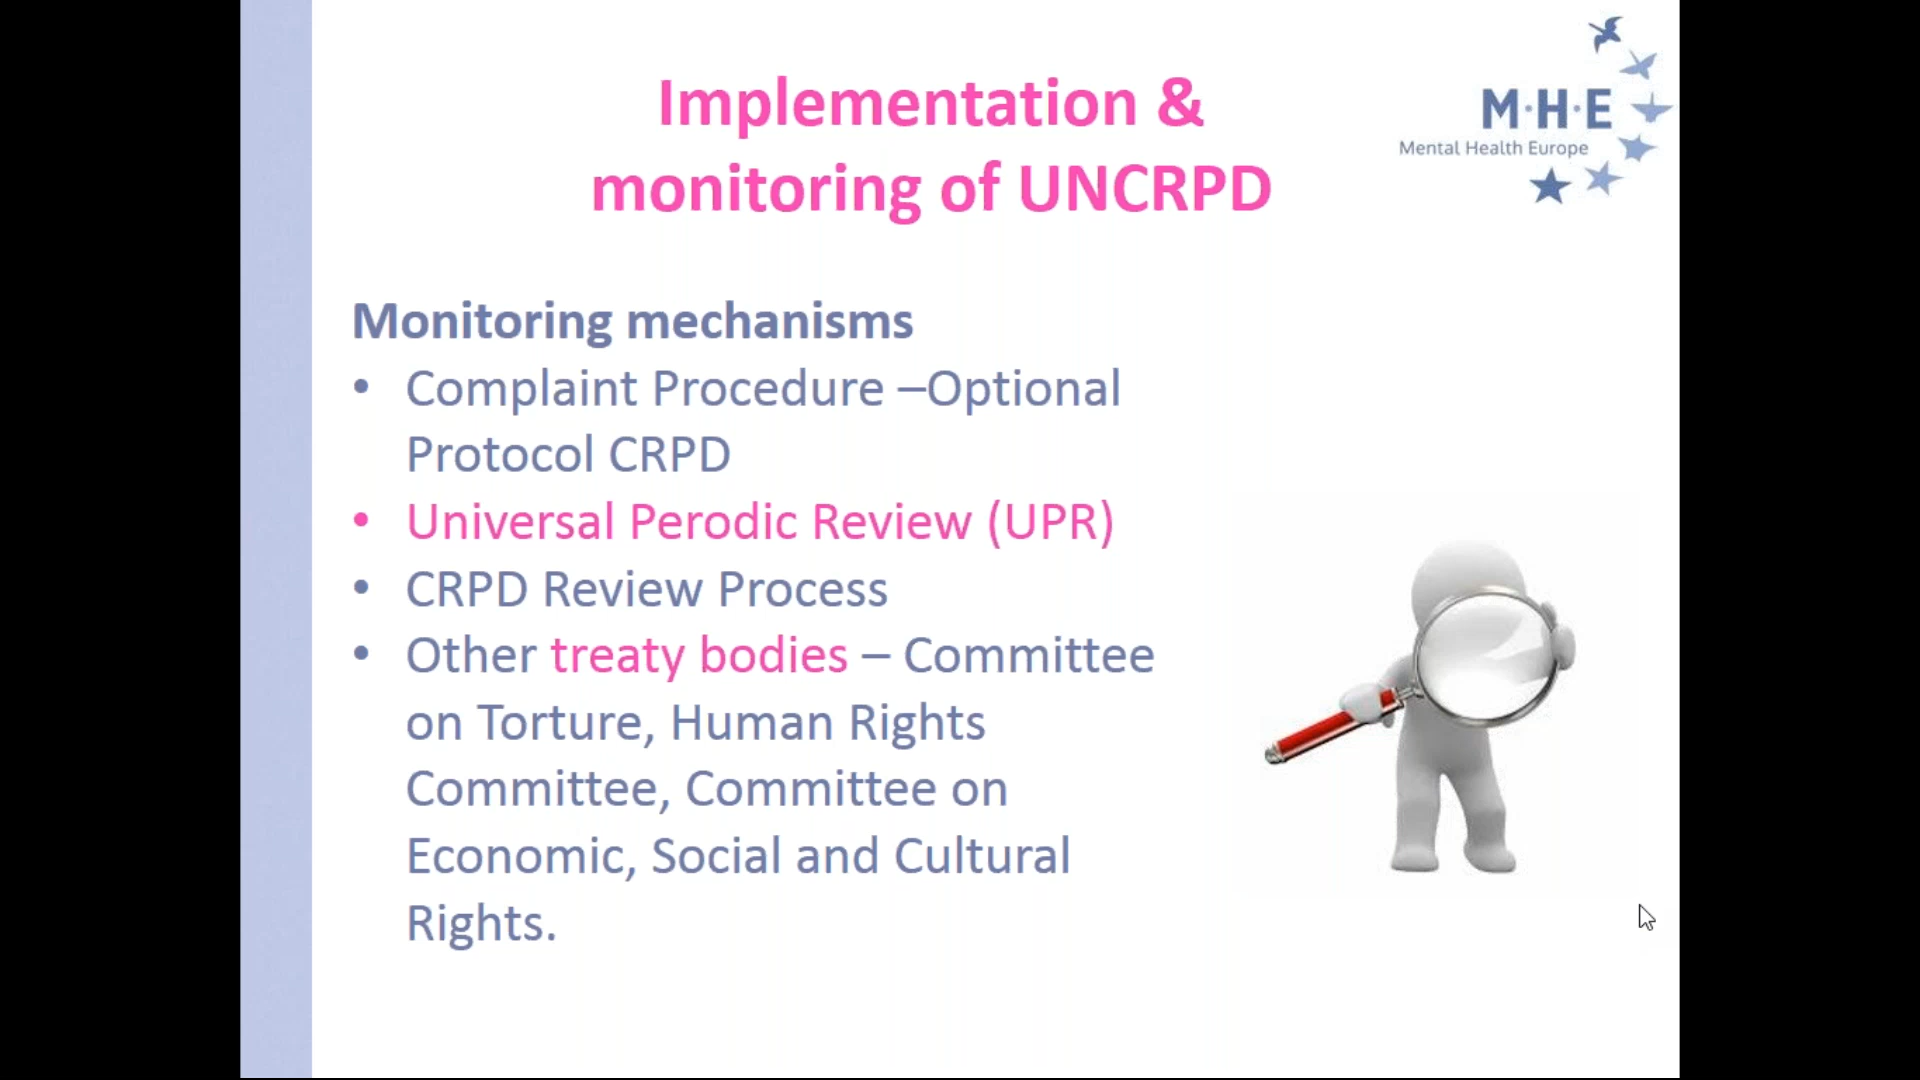 Implementation &
monitoring of UNCRPD
M·H·E
Mental Health Europe
Monitoring mechanisms
• Complaint Procedure –Optional
Protocol CRPD
• Universal Perodic Review (UPR)
• CRPD Review Process
• Other treaty bodies – Committee
on Torture, Human Rights
Committee, Committee on
Economic, Social and Cultural
Rights.